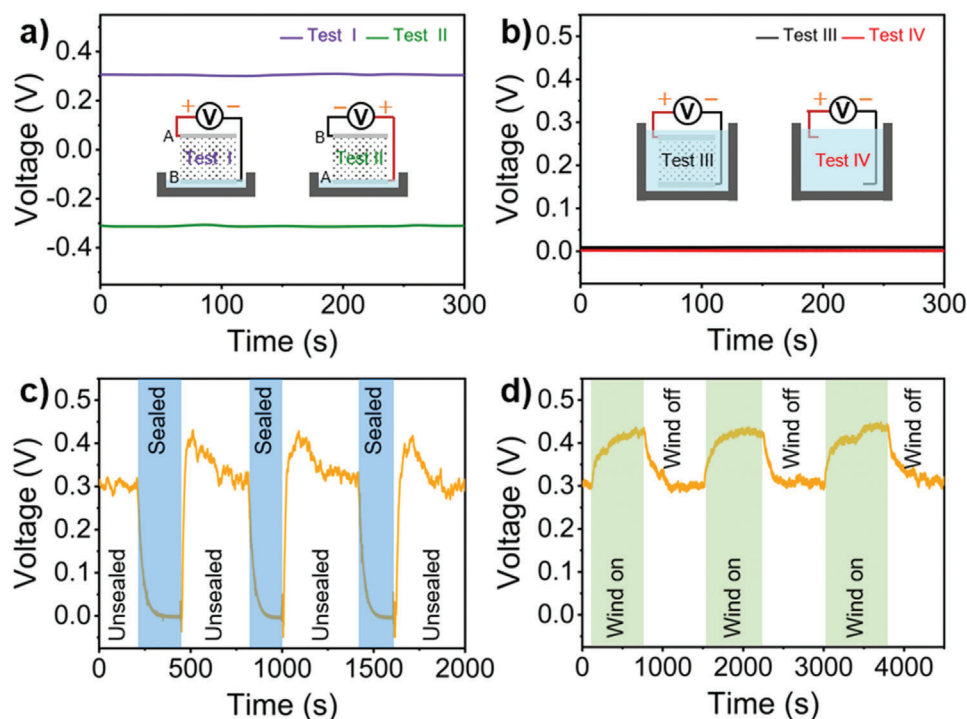 a)
Test I Test II
Voltage (V)
0.4
0.2
0.0
-0.2
-0.4
+ V − − + V
A B
Test I Test II
B A
0 100 200 300
Time (s)
b)
Test III Test IV
Voltage (V)
0.5
0.4
0.3
0.2
0.1
0.0
+ V − + V −
Test III Test IV
0 100 200 300
Time (s)
c)
Voltage (V)
0.5
0.4
0.3
0.2
0.1
0.0
Unsealed Sealed Unsealed Sealed Unsealed Sealed Unsealed
0 500 1000 1500 2000
Time (s)
d)
Voltage (V)
0.5
0.4
0.3
0.2
0.1
0.0
Wind on Wind off Wind on Wind off Wind on Wind off
0 1000 2000 3000 4000
Time (s)